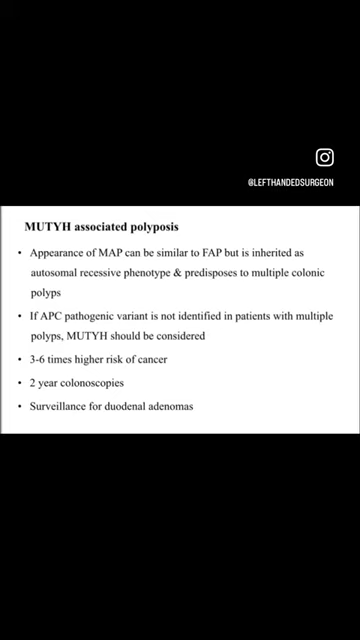 @LEFTHANDEDSURGEON
MUTYH associated polyposis
• Appearance of MAP can be similar to FAP but is inherited as
autosomal recessive phenotype & predisposes to multiple colonic
polyps
• If APC pathogenic variant is not identified in patients with multiple
polyps, MUTYH should be considered
• 3-6 times higher risk of cancer
• 2 year colonoscopies
• Surveillance for duodenal adenomas